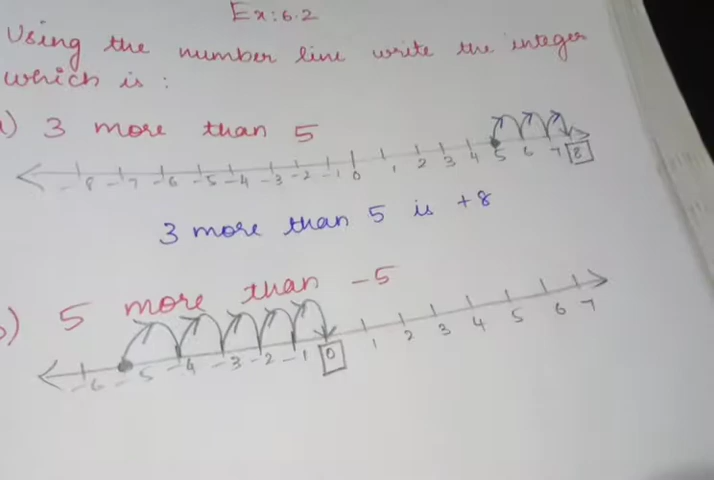 Ex: 6.2
Using the number line write the integer
which is :
) 3 more than 5
-8 -7 -6 -5 -4 -3 -2 -1 0 1 2 3 4 5 6 7 8
3 more than 5 is +8
) 5 more than -5
-6 -5 -4 -3 -2 -1 0 1 2 3 4 5 6 7